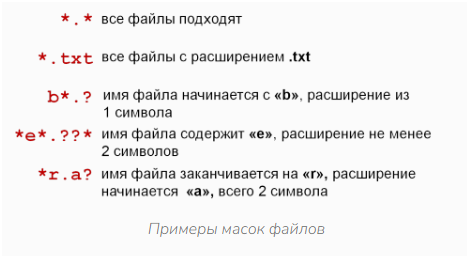 *.* все файлы подходят
*.txt все файлы с расширением .txt
b*.? имя файла начинается с «b», расширение из
1 символа
*e*.??* имя файла содержит «e», расширение не менее
2 символов
*r.a? имя файла заканчивается на «r», расширение
начинается «a», всего 2 символа
Примеры масок файлов